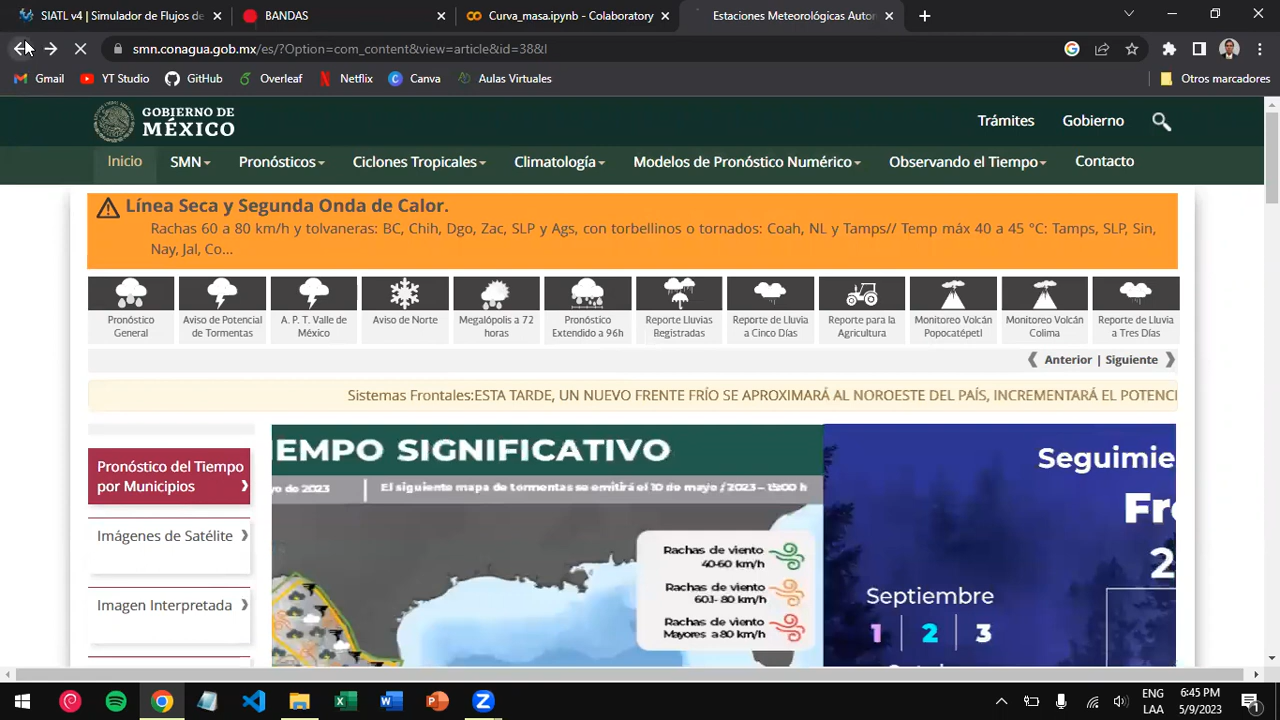 SIATL v4 | Simulador de Flujos de
BANDAS
Curva_masa.ipynb - Colaboratory
Estaciones Meteorológicas Autor
smn.conagua.gob.mx/es/?Option=com_content&view=article&id=38&I
Gmail
YT Studio
GitHub
Overleaf
Netflix
Canva
Aulas Virtuales
Otros marcadores
GOBIERNO DE
MÉXICO
Trámites
Gobierno
Inicio
SMN
Pronósticos
Ciclones Tropicales
Climatología
Modelos de Pronóstico Numérico
Observando el Tiempo
Contacto
Línea Seca y Segunda Onda de Calor.
Rachas 60 a 80 km/h y tolvaneras: BC, Chih, Dgo, Zac, SLP y Ags, con torbellinos o tornados: Coah, NL y Tamps// Temp máx 40 a 45 °C: Tamps, SLP, Sin,
Nay, Jal, Co...
Pronóstico
General
Aviso de Potencial
de Tormentas
A. P. T. Valle de
México
Aviso de Norte
Megalópolis a 72
horas
Pronóstico
Extendido a 96h
Reporte Lluvias
Registradas
Reporte de Lluvia
a Cinco Días
Reporte para la
Agricultura
Monitoreo Volcán
Popocatépetl
Monitoreo Volcán
Colima
Reporte de Lluvia
a Tres Días
Anterior | Siguiente
Sistemas Frontales:ESTA TARDE, UN NUEVO FRENTE FRÍO SE APROXIMARÁ AL NOROESTE DEL PAÍS, INCREMENTARÁ EL POTENCI
Pronóstico del Tiempo
por Municipios
Imágenes de Satélite
Imagen Interpretada
IEMPO SIGNIFICATIVO
yo de 2023
El siguiente mapa de tormentas se emitirá el 10 de mayo / 2023 - 15:00 h
Rachas de viento
40-60 km/h
Rachas de viento
60.1- 80 km/h
Rachas de viento
Mayores a 80 km/h
Seguimie
Fre
2
Septiembre
1 | 2 | 3
ENG
LAA
6:45 PM
5/9/2023
1